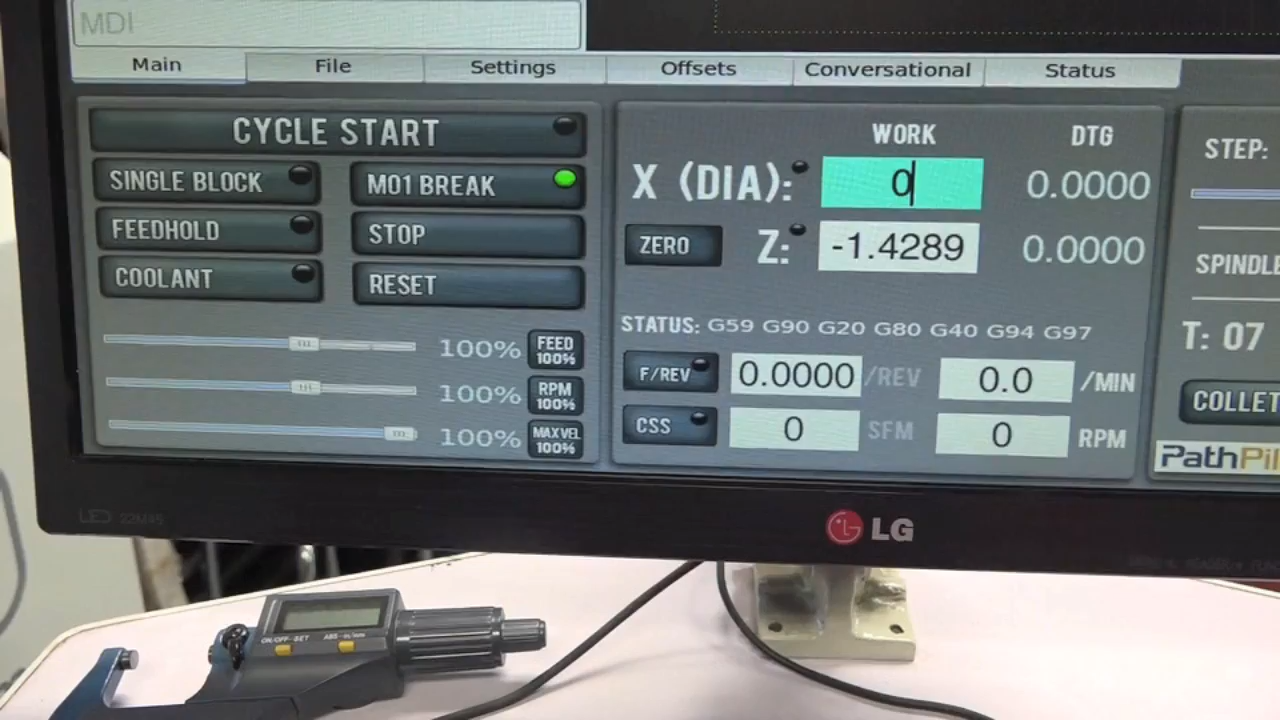 MDI
Main File Settings Offsets Conversational Status
CYCLE START
SINGLE BLOCK M01 BREAK
FEEDHOLD STOP
COOLANT RESET
100% FEED 100%
100% RPM 100%
100% MAXVEL 100%
WORK DTG
X (DIA): 0 0.0000
ZERO Z: -1.4289 0.0000
STATUS: G59 G90 G20 G80 G40 G94 G97
F/REV 0.0000 /REV 0.0 /MIN
CSS 0 SFM 0 RPM
STEP:
SPINDLE
T: 07
COLLET
PathPil
LED 22M45
LG
ON/OFF-SET ABS-in/mm